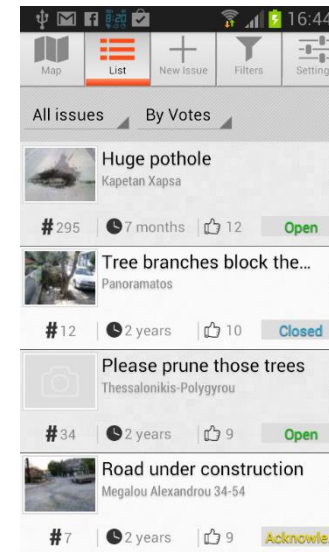 16:44
Map List New Issue Filters Setting
All issues By Votes
Huge pothole
Kapetan Xapsa
#295 7 months 12 Open
Tree branches block the...
Panoramatos
#12 2 years 10 Closed
Please prune those trees
Thessalonikis-Polygyrou
#34 2 years 9 Open
Road under construction
Megalou Alexandrou 34-54
#7 2 years 9 Acknowle